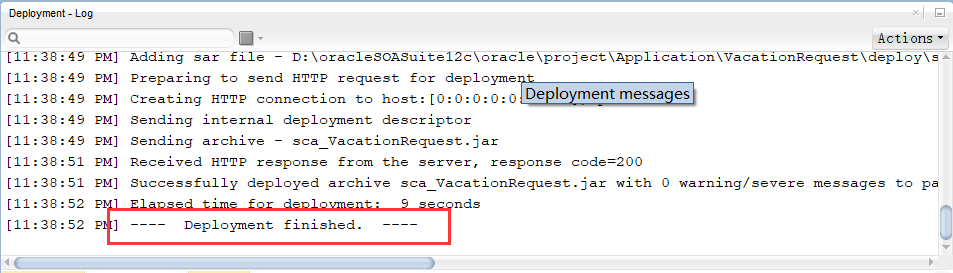 Deployment - Log
Actions
[11:38:49 PM] Adding sar file - D:\oracleSOASuite12c\oracle\project\Application\VacationRequest\deploy\s
[11:38:49 PM] Preparing to send HTTP request for deployment
[11:38:49 PM] Creating HTTP connection to host:[0:0:0:0:0:
Deployment messages
[11:38:49 PM] Sending internal deployment descriptor
[11:38:49 PM] Sending archive - sca_VacationRequest.jar
[11:38:51 PM] Received HTTP response from the server, response code=200
[11:38:51 PM] Successfully deployed archive sca_VacationRequest.jar with 0 warning/severe messages to pa
[11:38:52 PM] Elapsed time for deployment:  9 seconds
[11:38:52 PM] ----  Deployment finished.  ----